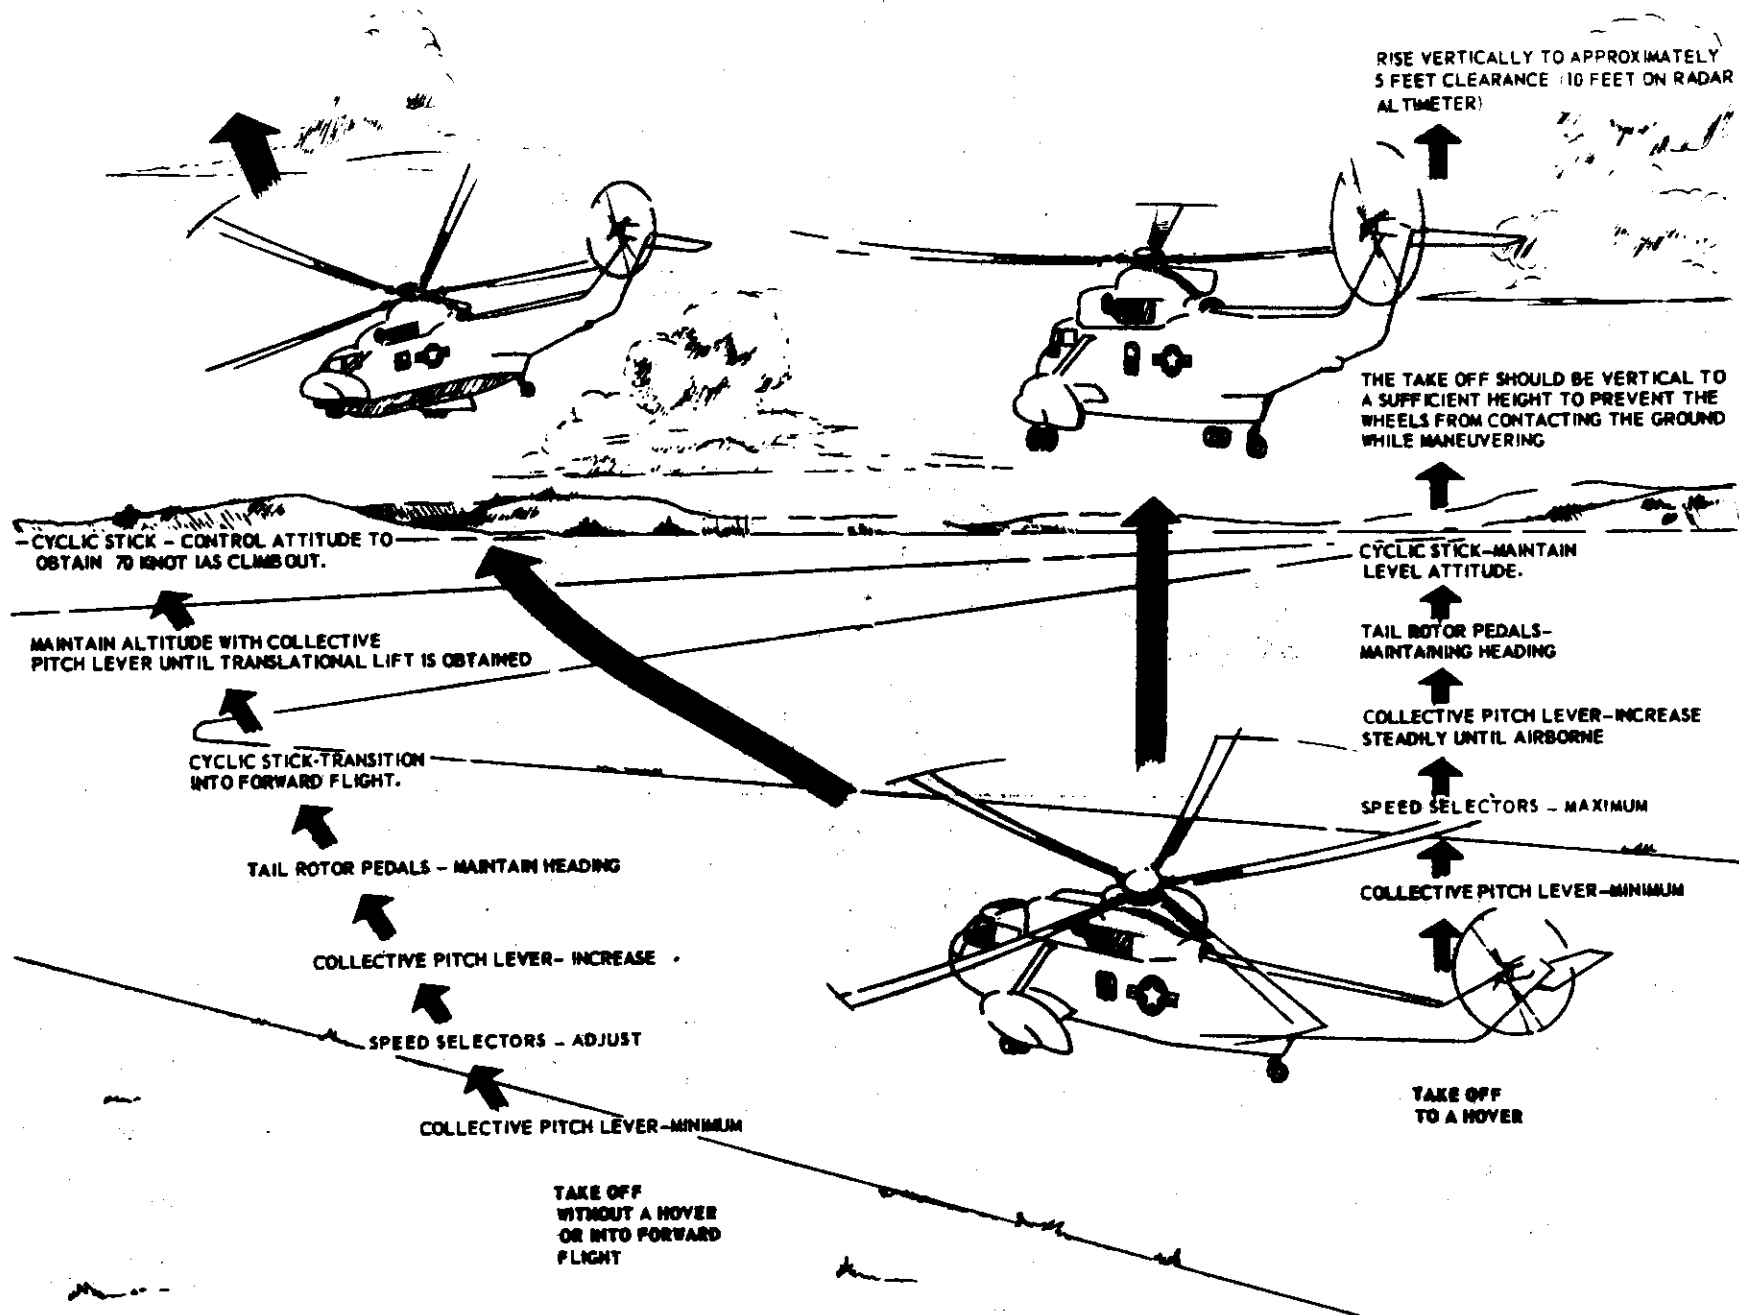 RISE VERTICALLY TO APPROXIMATELY
5 FEET CLEARANCE (10 FEET ON RADAR
ALTIMETER)
THE TAKE OFF SHOULD BE VERTICAL TO
A SUFFICIENT HEIGHT TO PREVENT THE
WHEELS FROM CONTACTING THE GROUND
WHILE MANEUVERING
CYCLIC STICK-MAINTAIN
LEVEL ATTITUDE.
TAIL ROTOR PEDALS-
MAINTAINING HEADING
COLLECTIVE PITCH LEVER-INCREASE
STEADILY UNTIL AIRBORNE
SPEED SELECTORS - MAXIMUM
COLLECTIVE PITCH LEVER-MINIMUM
TAKE OFF
TO A HOVER
CYCLIC STICK - CONTROL ATTITUDE TO
OBTAIN 70 KNOT IAS CLIMB OUT.
MAINTAIN ALTITUDE WITH COLLECTIVE
PITCH LEVER UNTIL TRANSLATIONAL LIFT IS OBTAINED
CYCLIC STICK-TRANSITION
INTO FORWARD FLIGHT.
TAIL ROTOR PEDALS - MAINTAIN HEADING
COLLECTIVE PITCH LEVER- INCREASE
SPEED SELECTORS - ADJUST
COLLECTIVE PITCH LEVER-MINIMUM
TAKE OFF
WITHOUT A HOVER
OR INTO FORWARD
FLIGHT